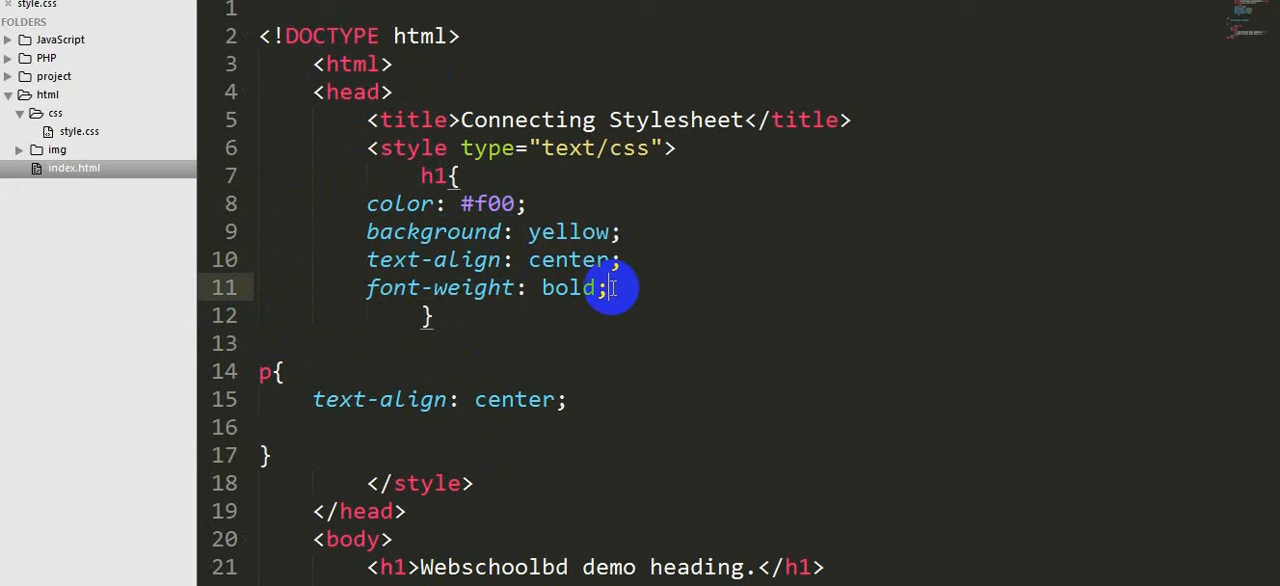 style.css
FOLDERS
JavaScript
PHP
project
html
css
style.css
img
index.html
1
2 <!DOCTYPE html>
3 <html>
4 <head>
5 <title>Connecting Stylesheet</title>
6 <style type="text/css">
7 h1{
8 color: #f00;
9 background: yellow;
10 text-align: center;
11 font-weight: bold;
12 }
13
14 p{
15 text-align: center;
16
17 }
18 </style>
19 </head>
20 <body>
21 <h1>Webschoolbd demo heading.</h1>